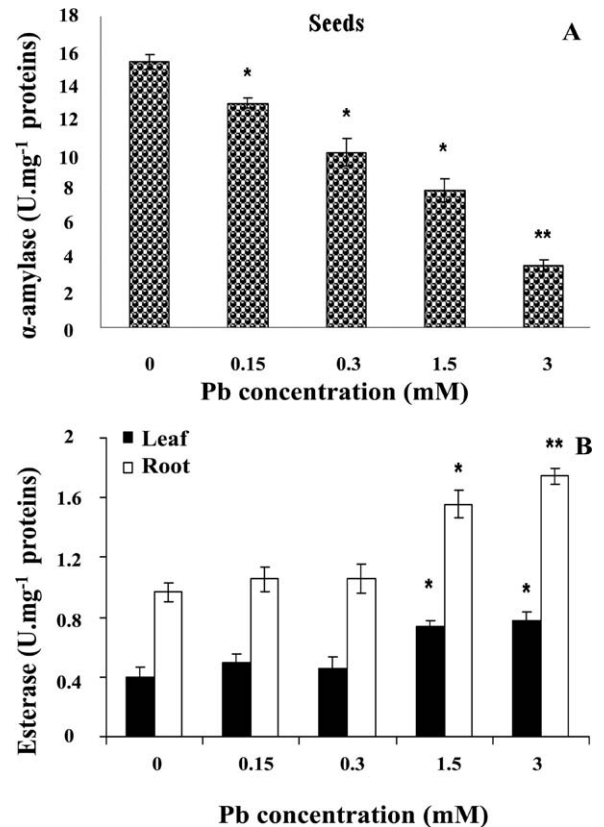 Seeds
A
α-amylase (U.mg⁻¹ proteins)
18
16
14
12
10
8
6
4
2
0
*
*
*
**
0 0.15 0.3 1.5 3
Pb concentration (mM)
Leaf
Root
B
Esterase (U.mg⁻¹ proteins)
2
1.6
1.2
0.8
0.4
0
*
*
*
**
0 0.15 0.3 1.5 3
Pb concentration (mM)